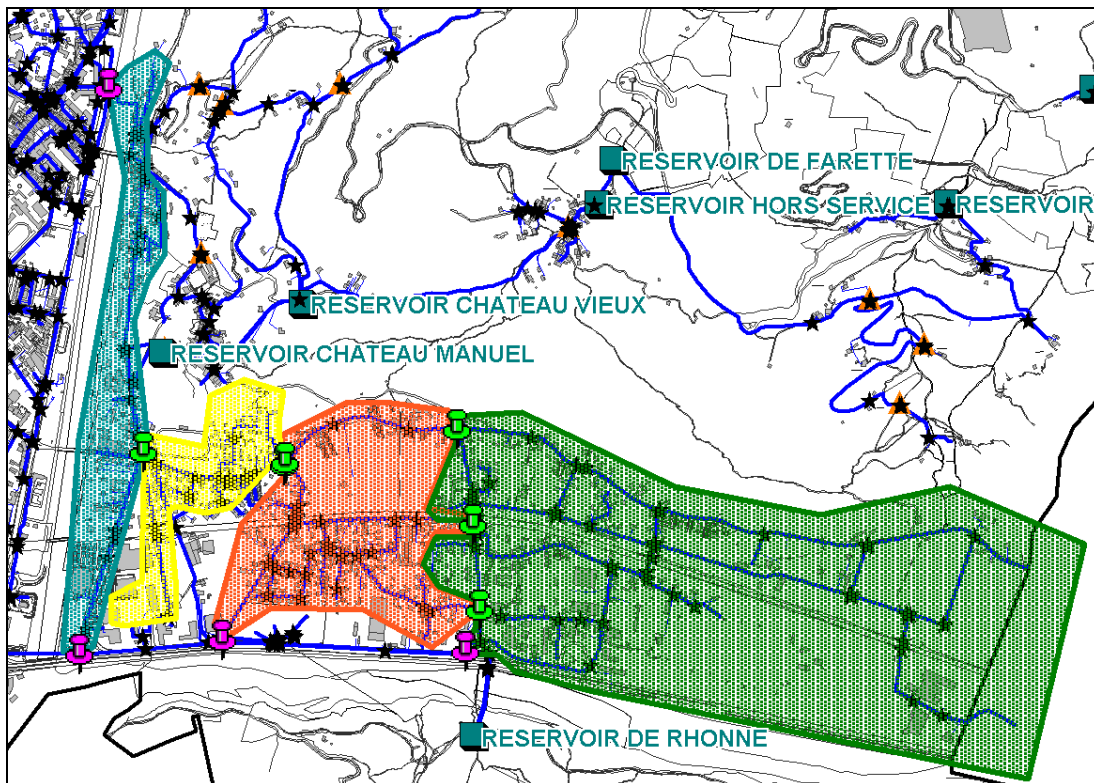 RESERVOIR DE FARETTE
RESERVOIR HORS SERVICE
RESERVOIR
RESERVOIR CHATEAU VIEUX
RESERVOIR CHATEAU MANUEL
RESERVOIR DE RHONNE